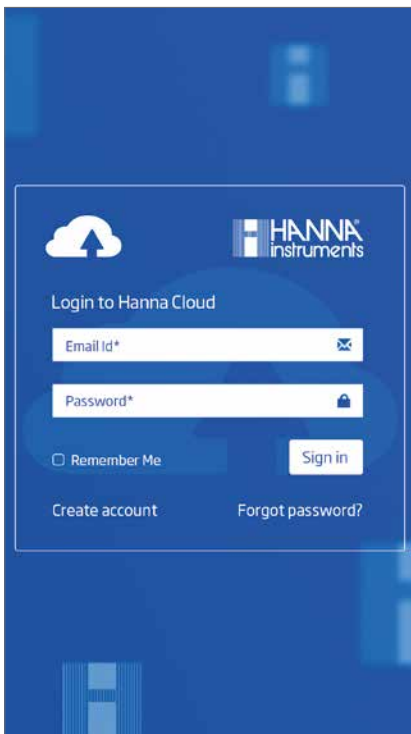 HANNA®
instruments
Login to Hanna Cloud
Email Id*
Password*
Remember Me
Sign in
Create account
Forgot password?